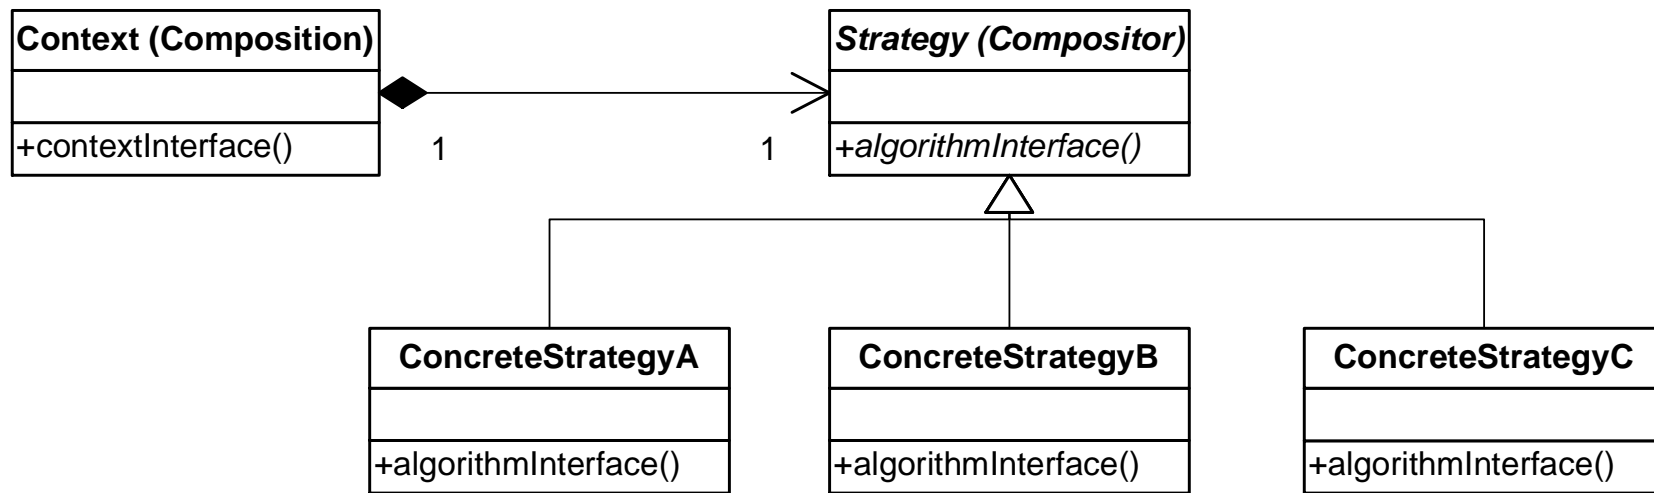 Context (Composition)
+contextInterface()
1
1
Strategy (Compositor)
+algorithmInterface()
ConcreteStrategyA
+algorithmInterface()
ConcreteStrategyB
+algorithmInterface()
ConcreteStrategyC
+algorithmInterface()